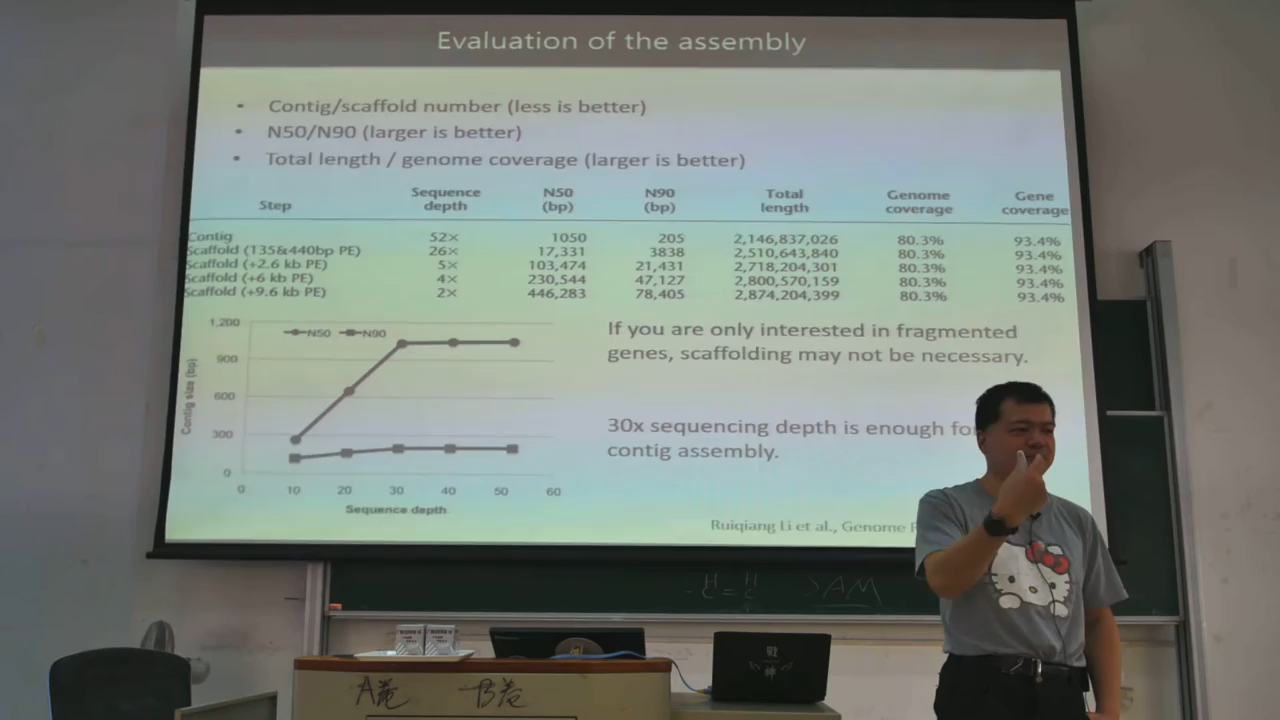 Evaluation of the assembly
• Contig/scaffold number (less is better)
• N50/N90 (larger is better)
• Total length / genome coverage (larger is better)
Step Sequence depth N50 (bp) N90 (bp) Total length Genome coverage Gene coverage
Contig 52× 1050 205 2,146,837,026 80.3% 93.4%
Scaffold (135&440bp PE) 26× 17,331 3838 2,510,643,840 80.3% 93.4%
Scaffold (+2.6 kb PE) 5× 103,474 21,431 2,718,204,301 80.3% 93.4%
Scaffold (+6 kb PE) 4× 230,544 47,127 2,800,570,159 80.3% 93.4%
Scaffold (+9.6 kb PE) 2× 446,283 78,405 2,874,204,399 80.3% 93.4%
N50 N90
1,200
900
600
300
0
Contig size (bp)
0 10 20 30 40 50 60
Sequence depth
If you are only interested in fragmented
genes, scaffolding may not be necessary.
30x sequencing depth is enough fo
contig assembly.
Ruiqiang Li et al., Genome
SAM
戰神
A卷 B卷